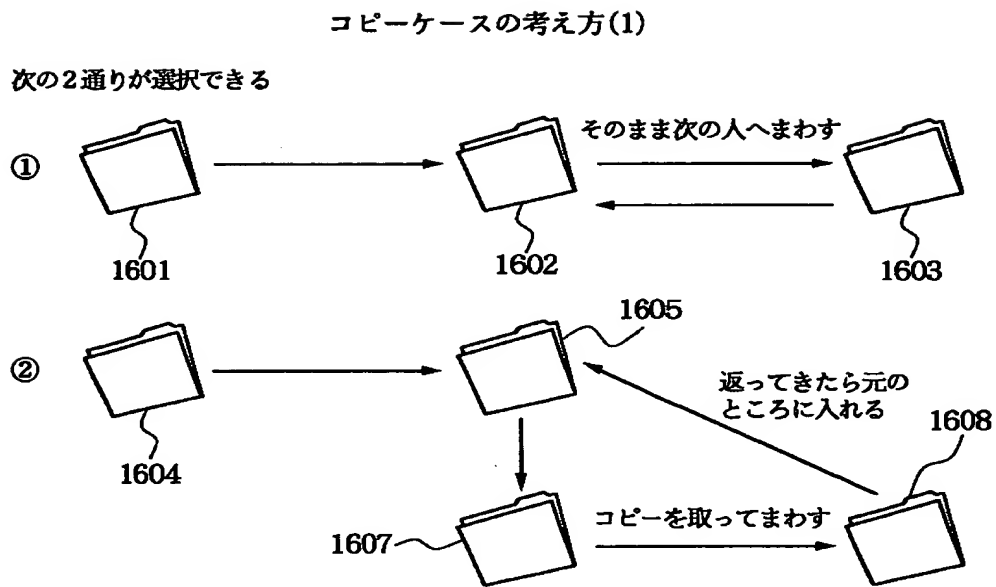 コピーケースの考え方(1)
次の2通りが選択できる
そのまま次の人へまわす
①
1601
1602
1603
1605
②
返ってきたら元の
ところに入れる
1608
1604
コピーを取ってまわす
1607